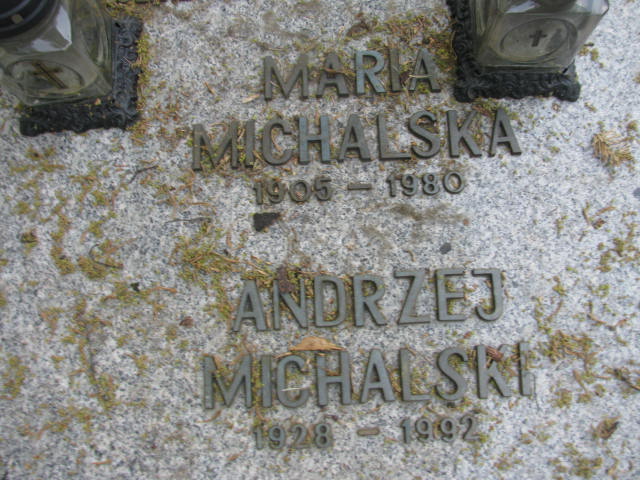 MARIA
MICHALSKA
1905 - 1980
ANDRZEJ
MICHALSKI
1928 - 1992